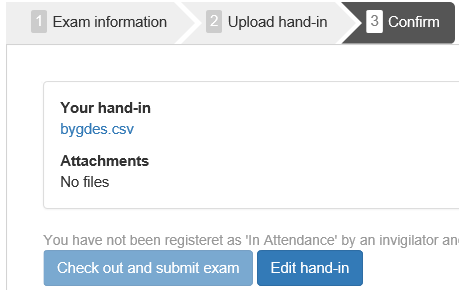 1 Exam information 2 Upload hand-in 3 Confirm
Your hand-in
bygdes.csv
Attachments
No files
You have not been registeret as 'In Attendance' by an invigilator
Check out and submit exam Edit hand-in